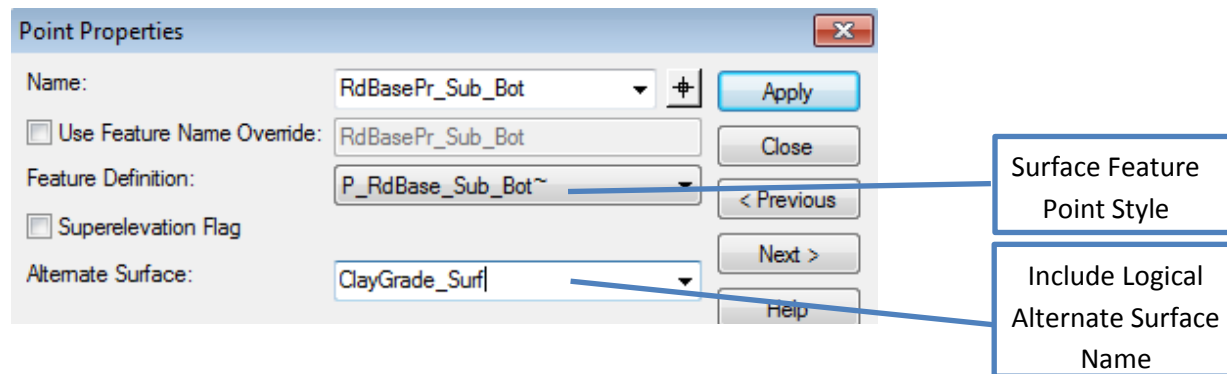 Point Properties
Name:
RdBasePr_Sub_Bot
Apply
Use Feature Name Override:
RdBasePr_Sub_Bot
Close
Feature Definition:
P_RdBase_Sub_Bot~
< Previous
Superelevation Flag
Next >
Alternate Surface:
ClayGrade_Surf
Help
Surface Feature
Point Style
Include Logical
Alternate Surface
Name